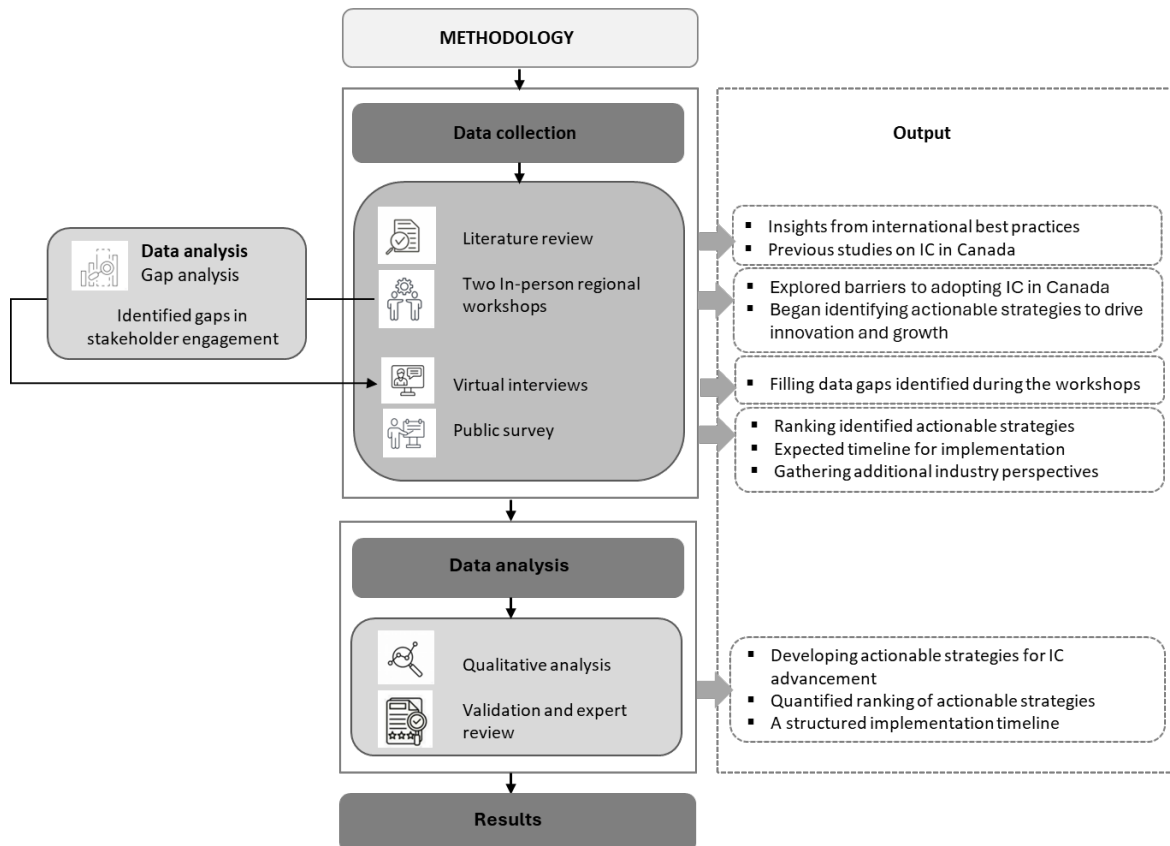 METHODOLOGY
Data collection
Output
Literature review
▪ Insights from international best practices
▪ Previous studies on IC in Canada
Data analysis
Gap analysis
Identified gaps in
stakeholder engagement
Two In-person regional
workshops
▪ Explored barriers to adopting IC in Canada
▪ Began identifying actionable strategies to drive
innovation and growth
Virtual interviews
▪ Filling data gaps identified during the workshops
Public survey
▪ Ranking identified actionable strategies
▪ Expected timeline for implementation
▪ Gathering additional industry perspectives
Data analysis
Qualitative analysis
Validation and expert
review
▪ Developing actionable strategies for IC
advancement
▪ Quantified ranking of actionable strategies
▪ A structured implementation timeline
Results